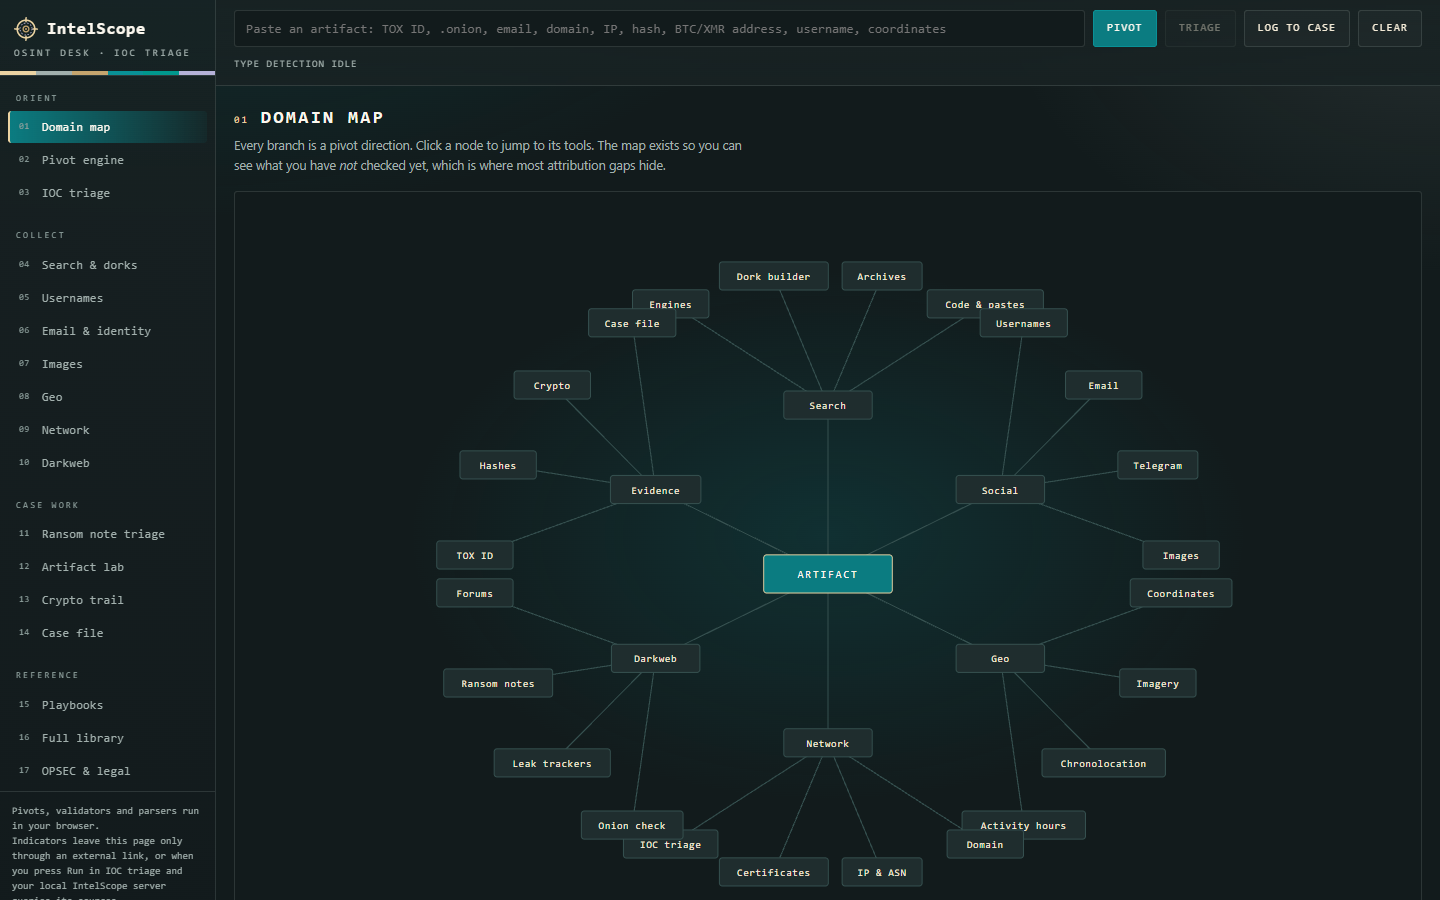 IntelScope
OSINT DESK · IOC TRIAGE
ORIENT
01 Domain map
02 Pivot engine
03 IOC triage
COLLECT
04 Search & dorks
05 Usernames
06 Email & identity
07 Images
08 Geo
09 Network
10 Darkweb
CASE WORK
11 Ransom note triage
12 Artifact lab
13 Crypto trail
14 Case file
REFERENCE
15 Playbooks
16 Full library
17 OPSEC & legal
Pivots, validators and parsers run
in your browser.
Indicators leave this page only
through an external link, or when
you press Run in IOC triage and
your local IntelScope server
Paste an artifact: TOX ID, .onion, email, domain, IP, hash, BTC/XMR address, username, coordinates
PIVOT
TRIAGE
LOG TO CASE
CLEAR
TYPE DETECTION IDLE
01 DOMAIN MAP
Every branch is a pivot direction. Click a node to jump to its tools. The map exists so you can
see what you have not checked yet, which is where most attribution gaps hide.
Dork builder
Archives
Engines
Code & pastes
Case file
Usernames
Crypto
Email
Search
Hashes
Telegram
Evidence
Social
TOX ID
Images
ARTIFACT
Forums
Coordinates
Darkweb
Geo
Ransom notes
Imagery
Network
Leak trackers
Chronolocation
Onion check
Activity hours
IOC triage
Domain
Certificates
IP & ASN